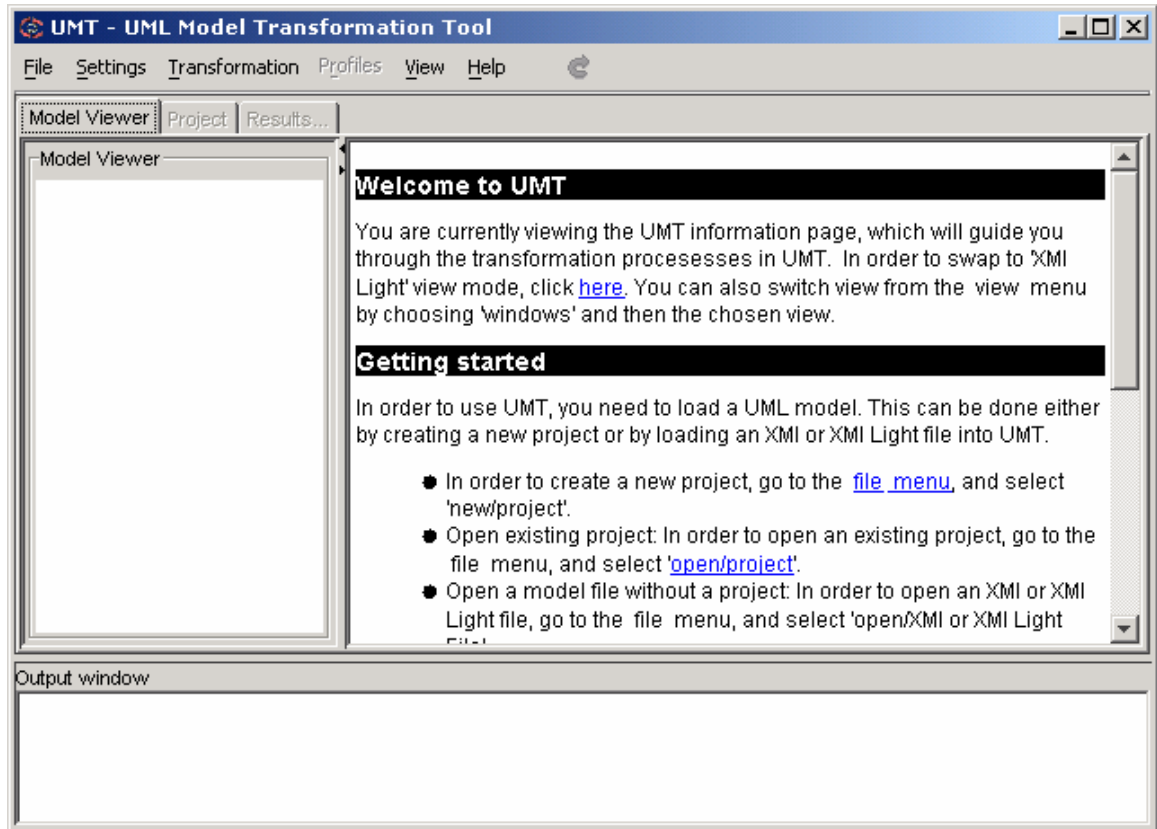 UMT - UML Model Transformation Tool
File Settings Transformation Profiles View Help
Model Viewer Project Results...
Model Viewer
Welcome to UMT
You are currently viewing the UMT information page, which will guide you
through the transformation procesesses in UMT. In order to swap to 'XMI
Light' view mode, click here. You can also switch view from the view menu
by choosing 'windows' and then the chosen view.
Getting started
In order to use UMT, you need to load a UML model. This can be done either
by creating a new project or by loading an XMI or XMI Light file into UMT.
In order to create a new project, go to the file menu, and select
'new/project'.
Open existing project: In order to open an existing project, go to the
file menu, and select 'open/project'.
Open a model file without a project: In order to open an XMI or XMI
Light file, go to the file menu, and select 'open/XMI or XMI Light
Output window